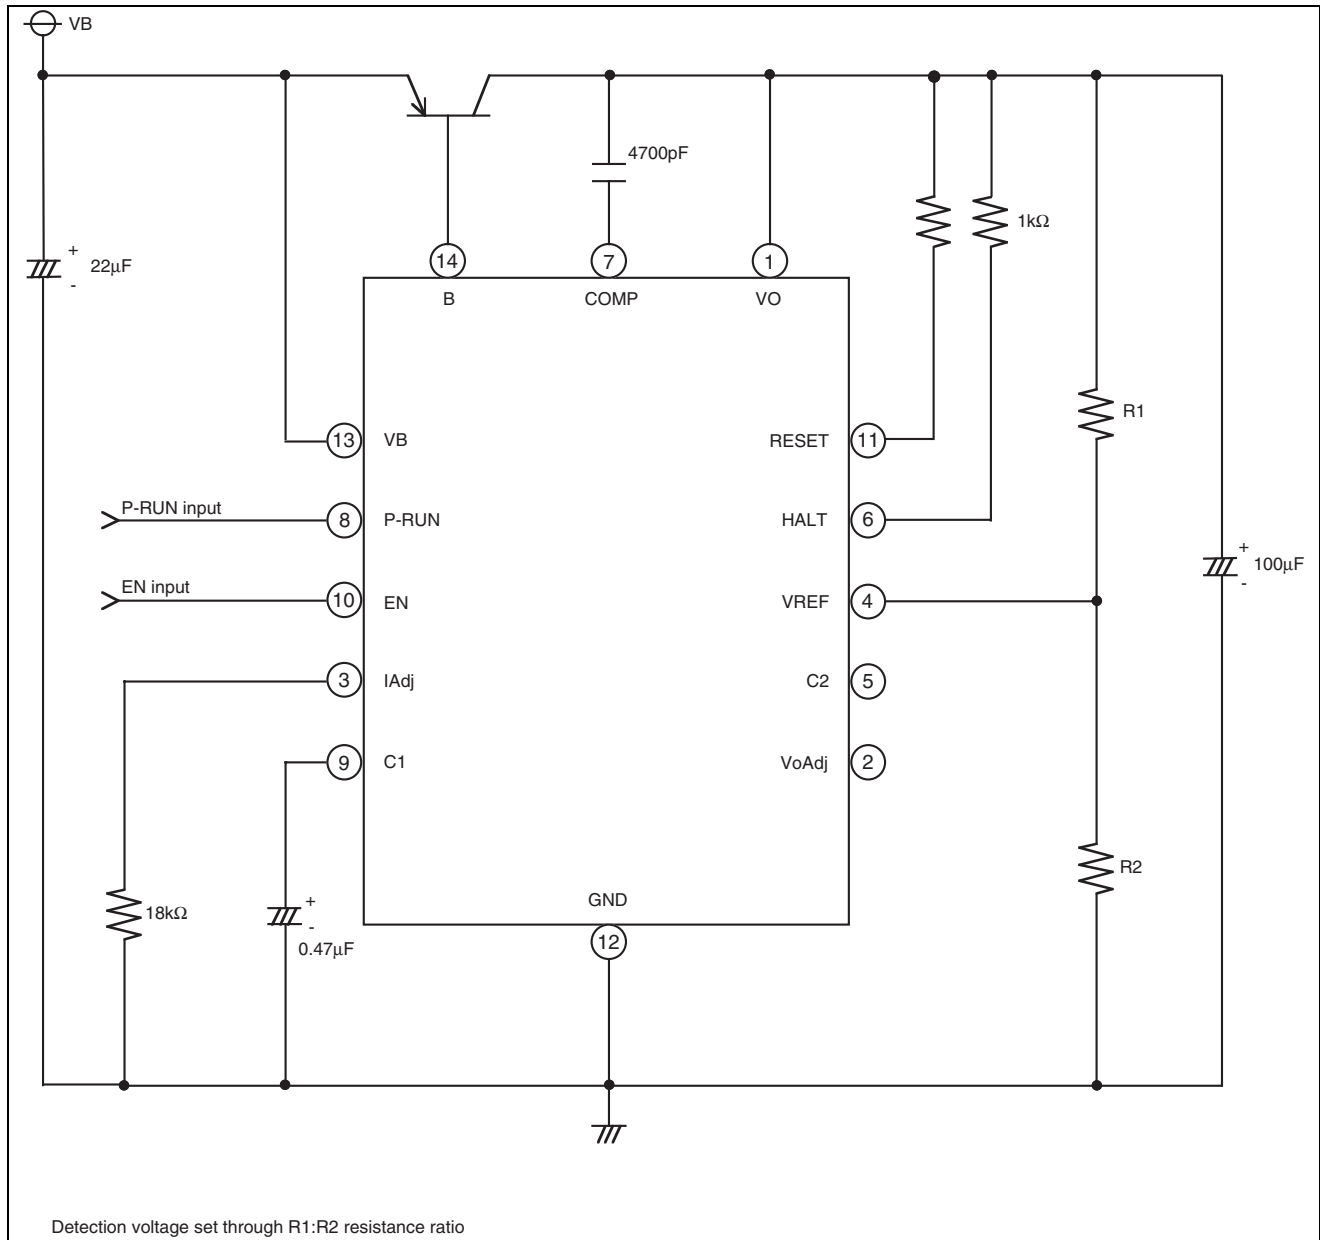 VB
4700pF
1kΩ
+
22μF
-
14
7
1
B
COMP
VO
R1
13
VB
RESET
11
P-RUN input
8
P-RUN
HALT
6
+
100μF
-
EN input
10
EN
VREF
4
3
IAdj
C2
5
9
C1
VoAdj
2
R2
18kΩ
+
-
0.47μF
GND
12
Detection voltage set through R1:R2 resistance ratio